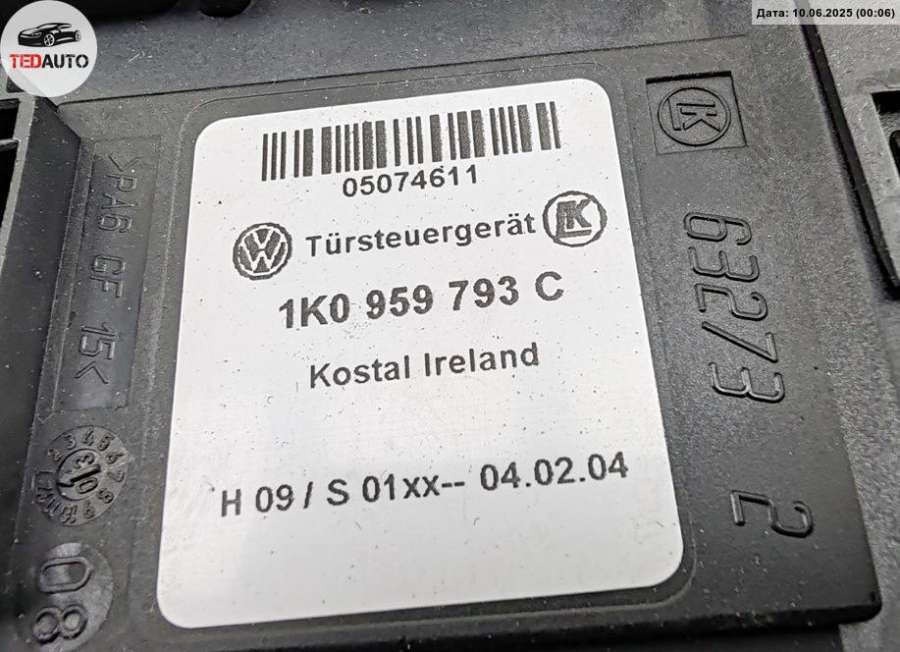 Дата: 10.06.2025 (00:06)
TEDAUTO
05074611
Türsteuergerät
1K0 959 793 C
Kostal Ireland
H 09 / S 01xx-- 04.02.04
>PA6 GF 15<
63273 2
08